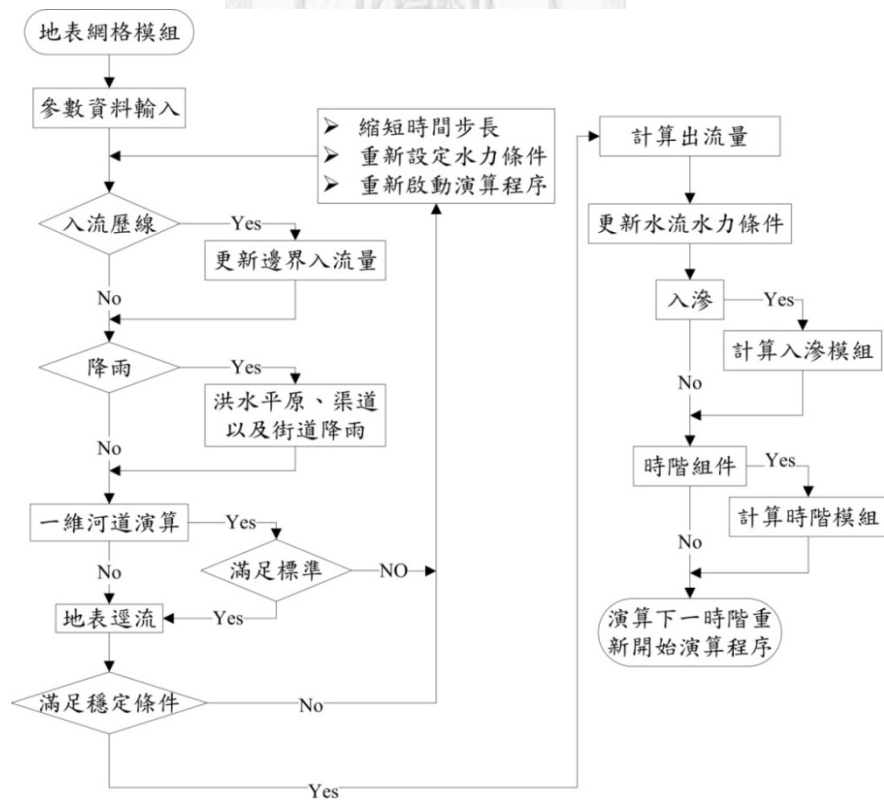 地表網格模組
參數資料輸入
➢ 縮短時間步長
➢ 重新設定水力條件
➢ 重新啟動演算程序
入流歷線
Yes
更新邊界入流量
No
降雨
Yes
洪水平原、渠道
以及街道降雨
No
一維河道演算
Yes
滿足標準
NO
No
地表逕流
Yes
滿足穩定條件
No
Yes
計算出流量
更新水流水力條件
入滲
Yes
計算入滲模組
No
時階組件
Yes
計算時階模組
No
演算下一時階重
新開始演算程序